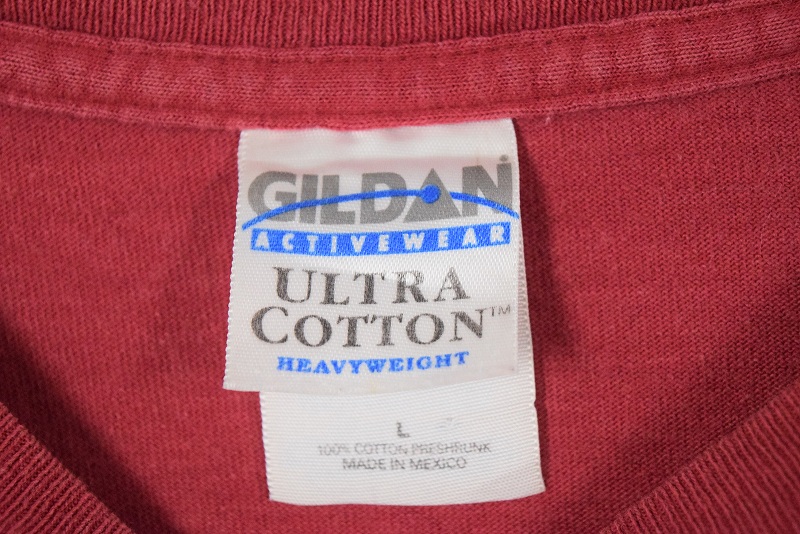 GILDAN®
ACTIVEWEAR
ULTRA
COTTON™
HEAVYWEIGHT
L
100% COTTON PRESHRUNK
MADE IN MEXICO